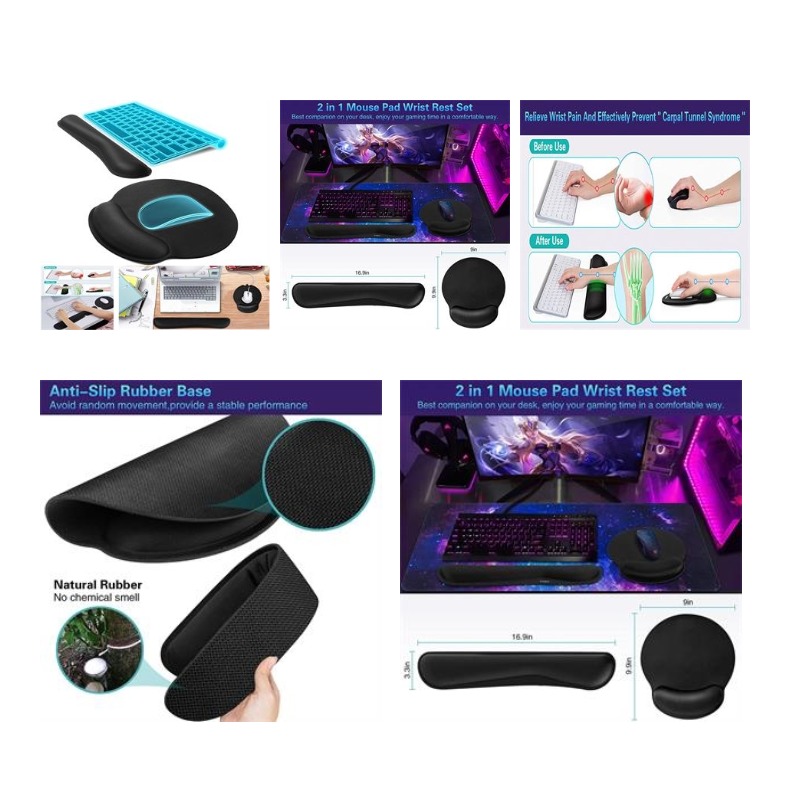 2 in 1 Mouse Pad Wrist Rest Set
Best companion on your desk, enjoy your gaming time in a comfortable way.
16.9in
3.3in
9in
9.9in
Relieve Wrist Pain And Effectively Prevent " Carpal Tunnel Syndrome "
Before Use
After Use
Anti-Slip Rubber Base
Avoid random movement,provide a stable performance
Natural Rubber
No chemical smell
2 in 1 Mouse Pad Wrist Rest Set
Best companion on your desk, enjoy your gaming time in a comfortable way.
16.9in
3.3in
9in
9.9in